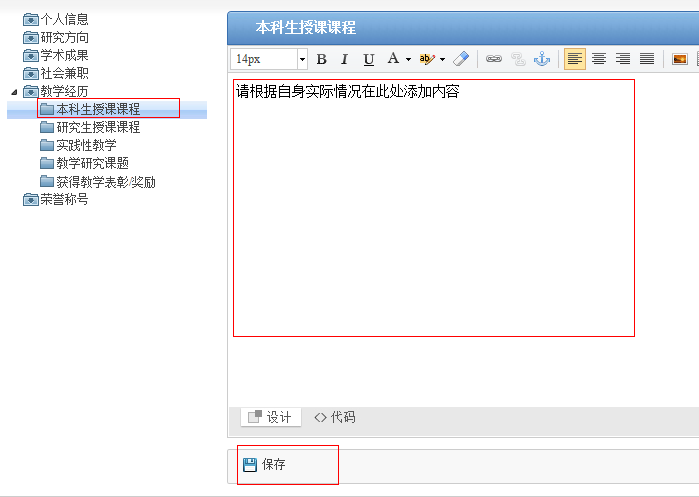 个人信息
研究方向
学术成果
社会兼职
教学经历
本科生授课课程
研究生授课课程
实践性教学
教学研究课题
获得教学表彰/奖励
荣誉称号
本科生授课课程
14px B I U A ab
请根据自身实际情况在此处添加内容
设计 <> 代码
保存